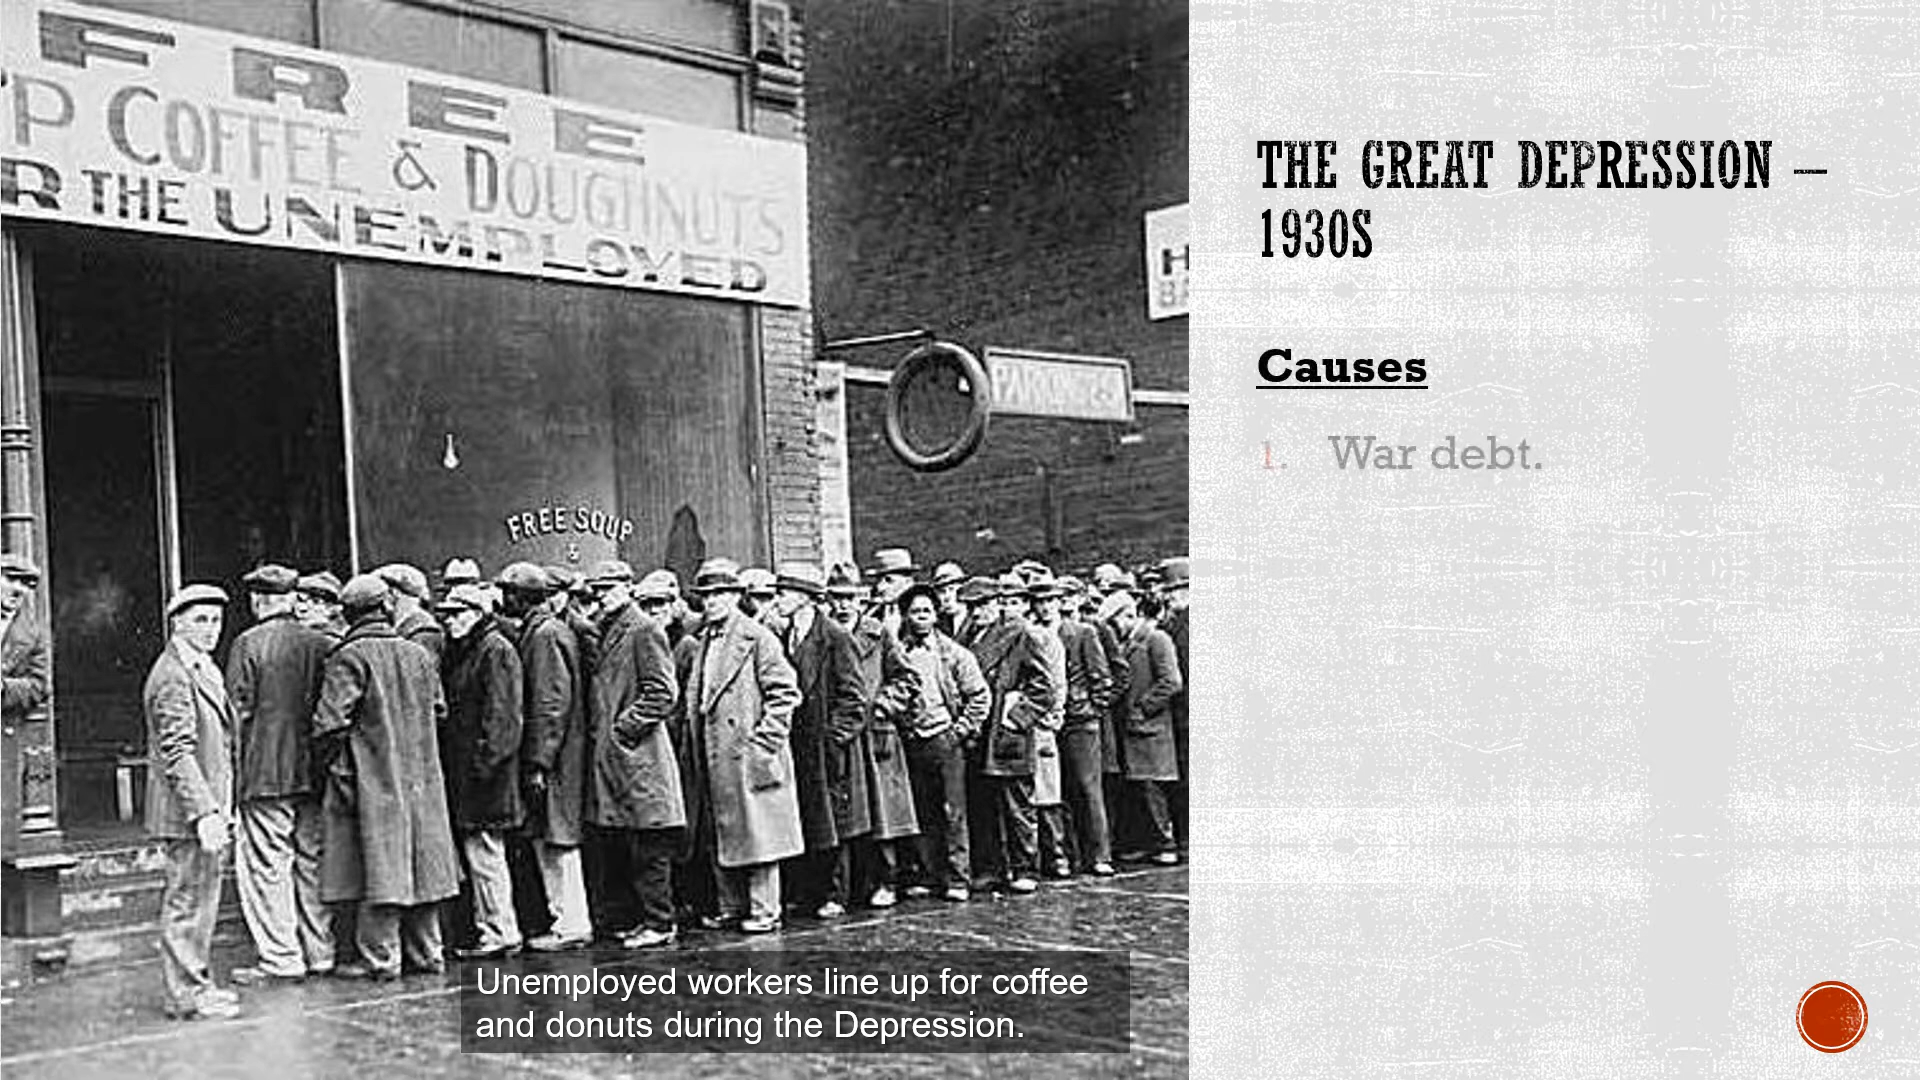 FREE
P COFFEE & DOUGHNUTS
R THE UNEMPLOYED
H
PARKING
FREE SOUP
&
Unemployed workers line up for coffee
and donuts during the Depression.
THE GREAT DEPRESSION –
1930S
Causes
1. War debt.